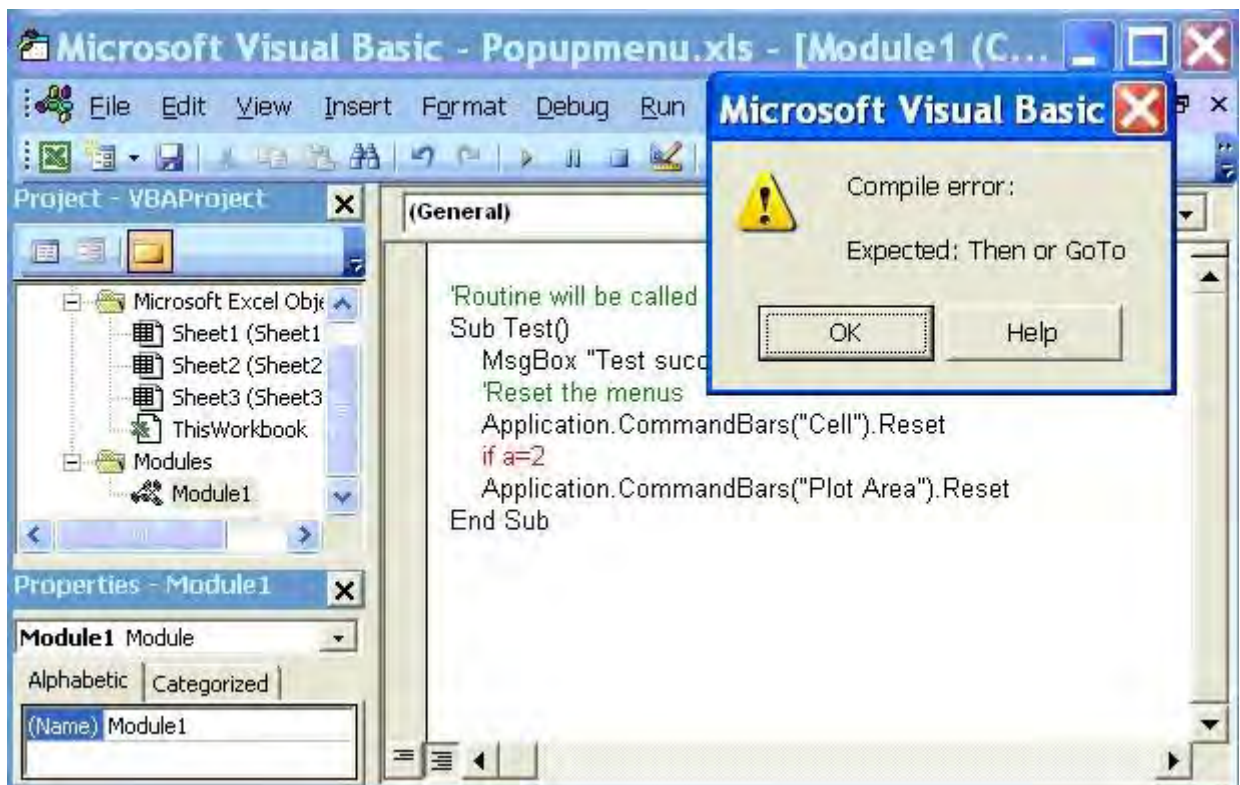 Microsoft Visual Basic - Popupmenu.xls - [Module1 (C...
File Edit View Insert Format Debug Run
Microsoft Visual Basic
Compile error:
Expected: Then or GoTo
OK Help
Project - VBAProject
Microsoft Excel Obje
Sheet1 (Sheet1
Sheet2 (Sheet2
Sheet3 (Sheet3
ThisWorkbook
Modules
Module1
Properties - Module1
Module1 Module
Alphabetic Categorized
(Name) Module1
(General)
'Routine will be called
Sub Test()
MsgBox "Test succ
'Reset the menus
Application.CommandBars("Cell").Reset
if a=2
Application.CommandBars("Plot Area").Reset
End Sub